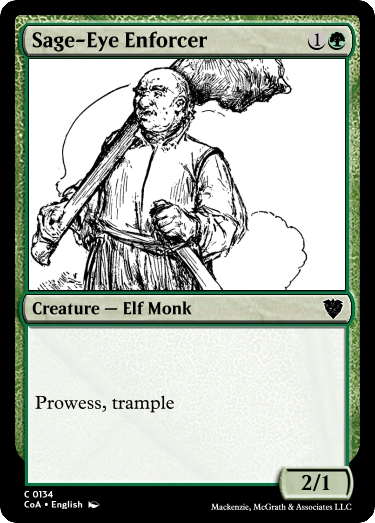 Sage-Eye Enforcer 1
Creature — Elf Monk
Prowess, trample
2/1
C 0134
CoA • English
Mackenzie, McGrath & Associates LLC